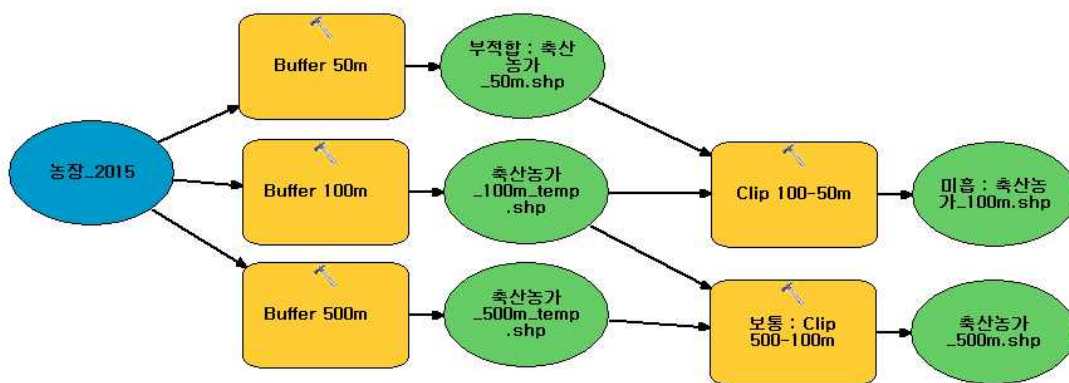 농장_2015
Buffer 50m
부적합 : 축산
농가
_50m.shp
Buffer 100m
축산농가
_100m_temp
.shp
Buffer 500m
축산농가
_500m_temp
.shp
Clip 100-50m
미흡 : 축산농
가_100m.shp
보통 : Clip
500-100m
축산농가
_500m.shp